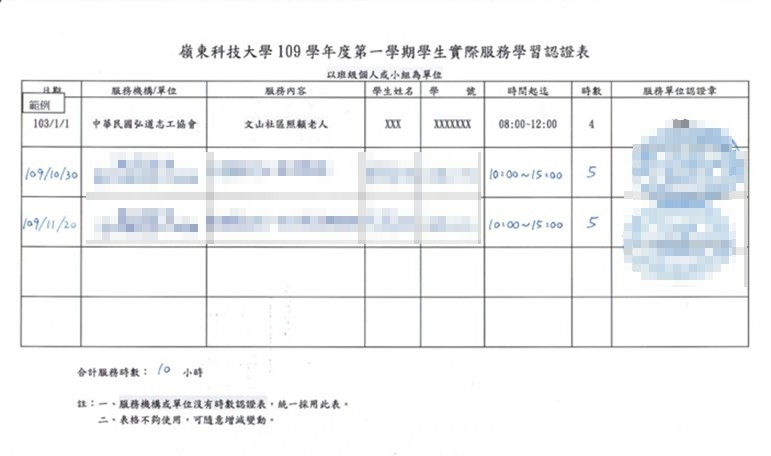 嶺東科技大學 109 學年度第一學期學生實際服務學習認證表
以班級個人或小組為單位
日期 服務機構/單位 服務內容 學生姓名 學 號 時間起迄 時數 服務單位認證章
範例
103/1/1 中華民國弘道志工協會 文山社區照顧老人 XXX XXXXXXX 08:00~12:00 4
109/10/30 10:00~15:00 5
109/11/20 10:00~15:00 5
合計服務時數： 10 小時
註：一、服務機構或單位沒有時數認證表，統一採用此表。
二、表格不夠使用，可隨意增減變動。